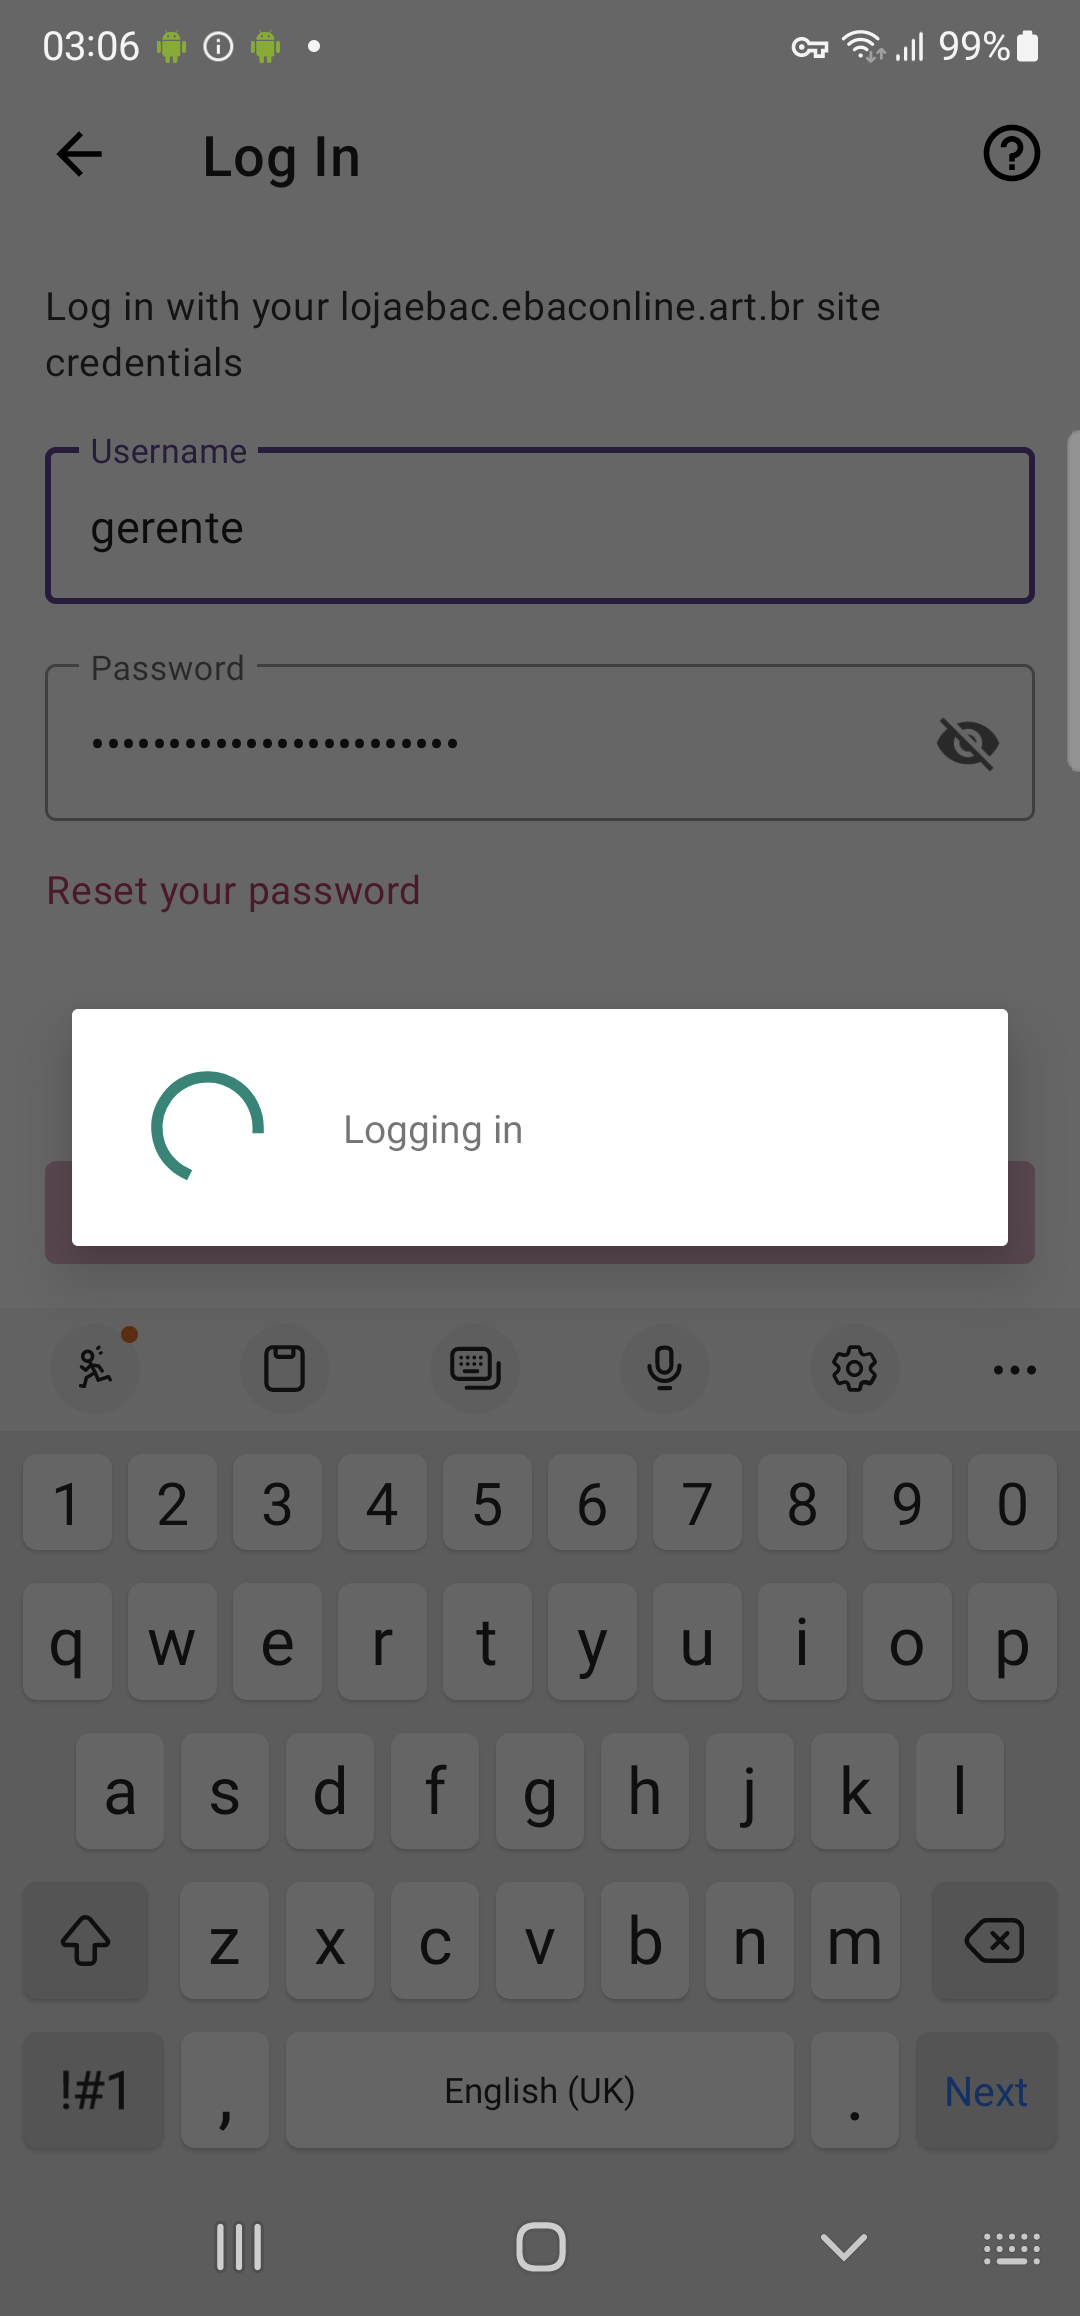 03:06 99%
Log In
Log in with your lojaebac.ebaconline.art.br site
credentials
Username
gerente
Password
••••••••••••••••••••••••
Reset your password
Logging in
1 2 3 4 5 6 7 8 9 0
q w e r t y u i o p
a s d f g h j k l
z x c v b n m
!#1 , English (UK) . Next